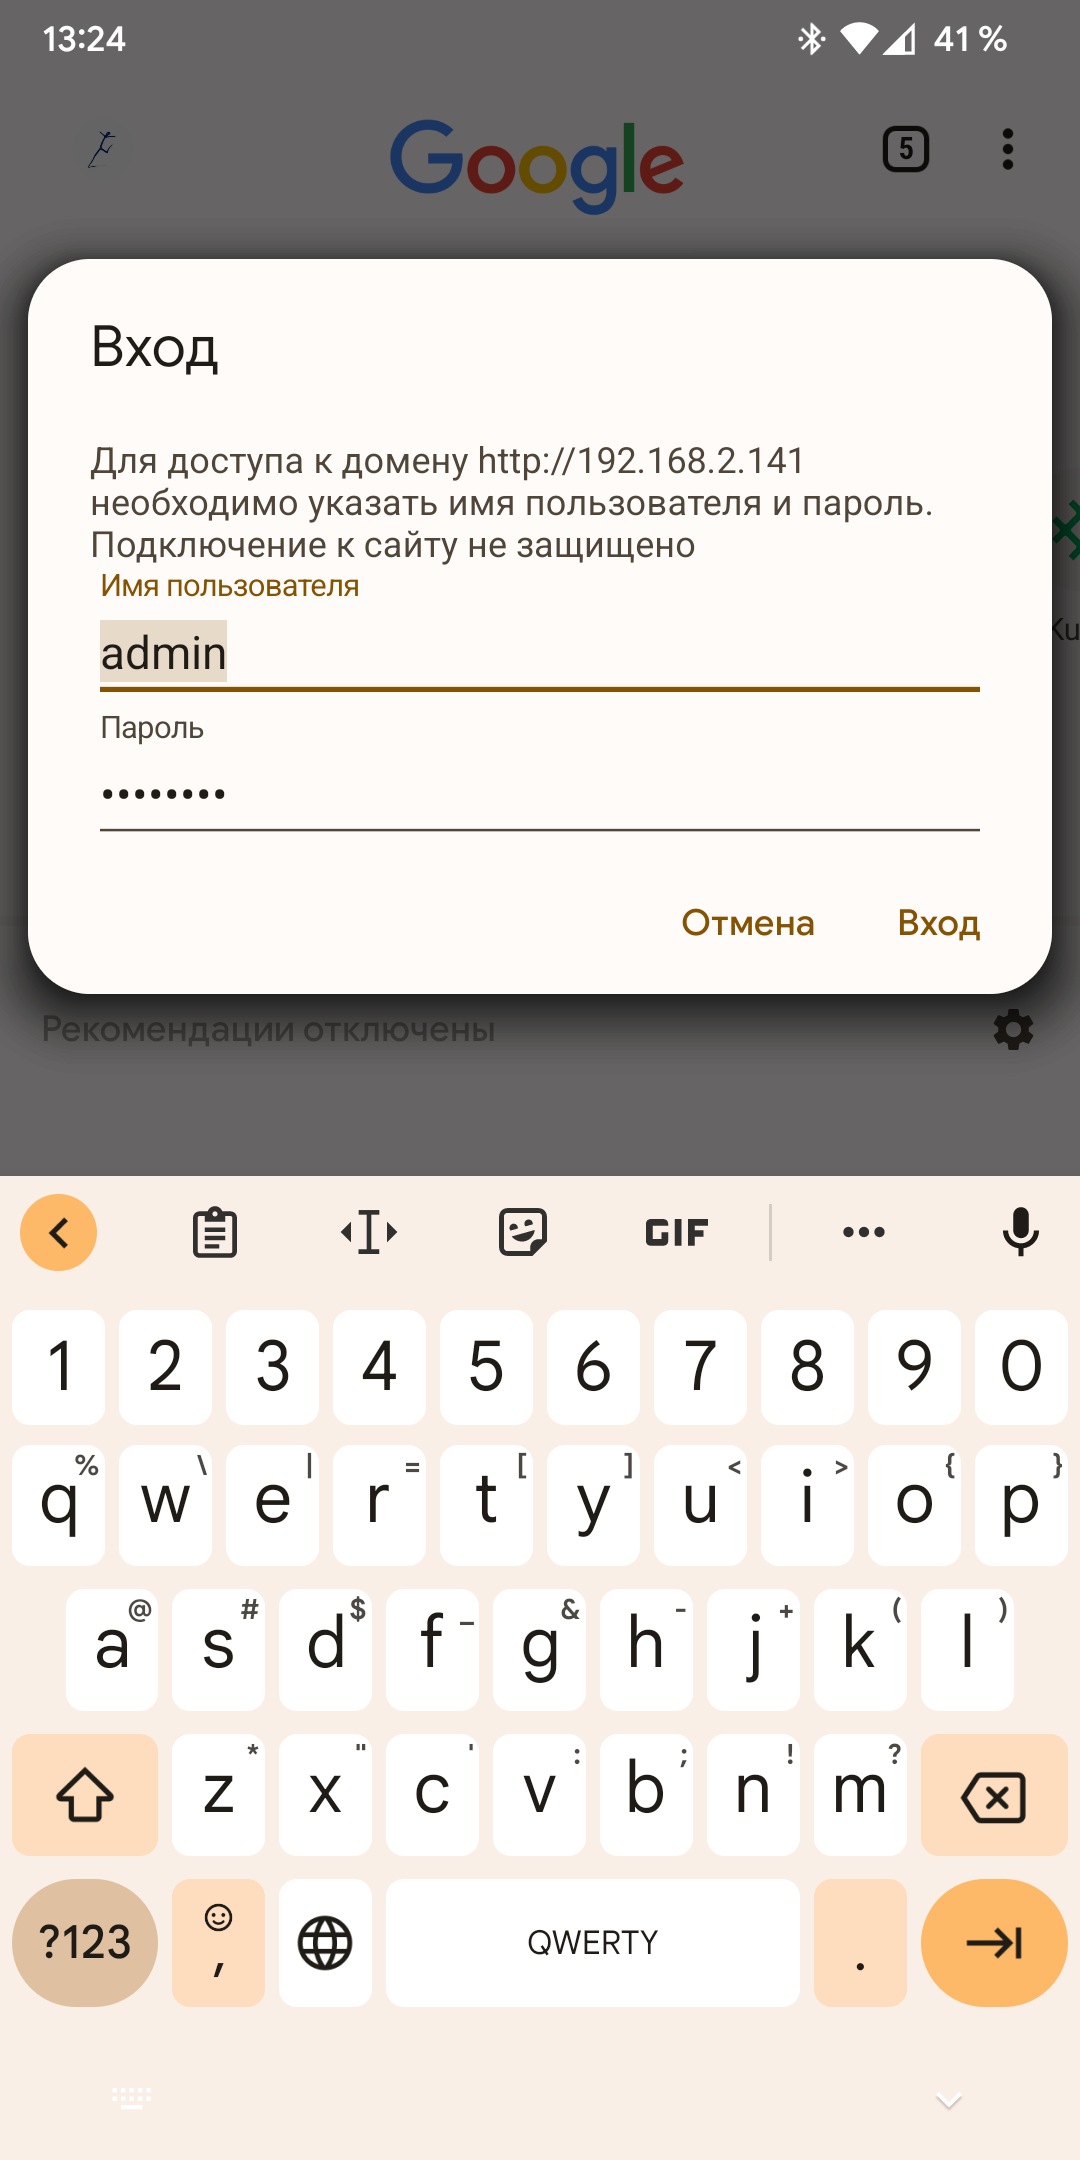 13:24
41 %
Google
5
Вход
Для доступа к домену http://192.168.2.141
необходимо указать имя пользователя и пароль.
Подключение к сайту не защищено
Имя пользователя
admin
Пароль
••••••••
Отмена Вход
Ku
Рекомендации отключены
GIF
1 2 3 4 5 6 7 8 9 0
% \ | = [ ] < > { }
q w e r t y u i o p
@ # $ _ & - + ( )
a s d f g h j k l
* " ' : ; ! ?
z x c v b n m
?123 , QWERTY .